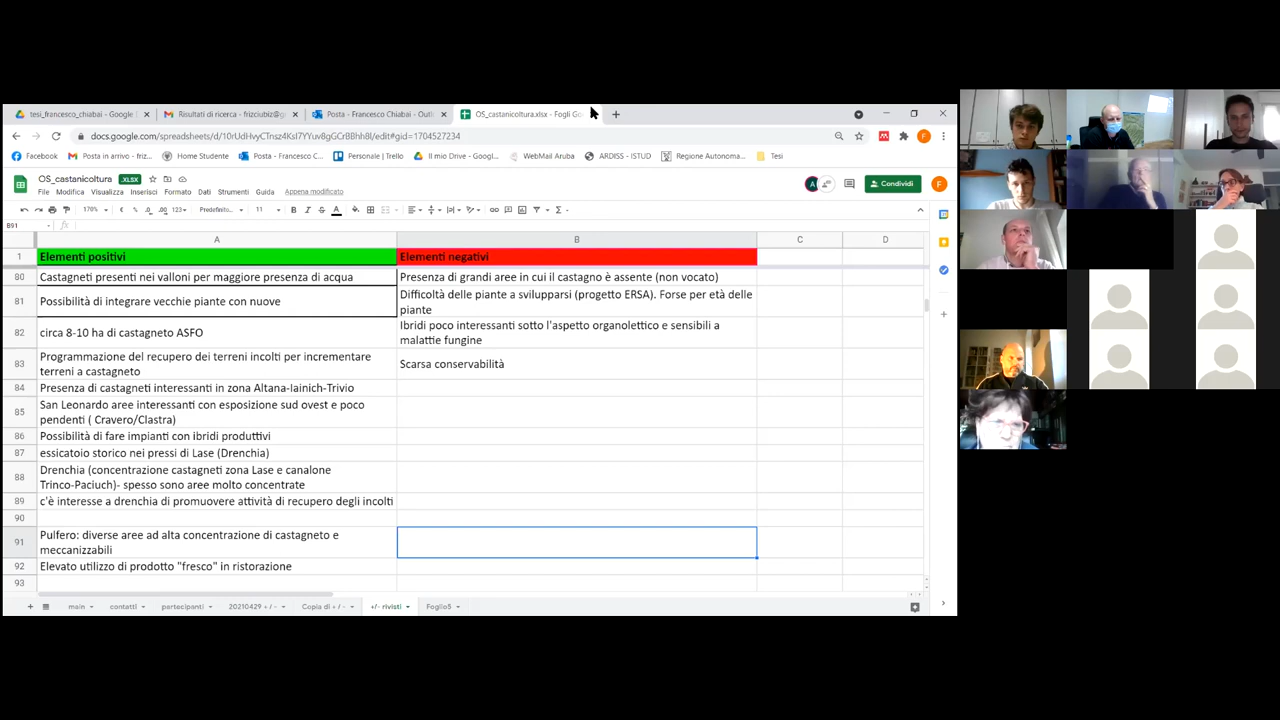 tesi_francesco_chiabai - Google
Risultati di ricerca - frizciubiz@g
Posta - Francesco Chiabai - Outl
OS_castanicoltura.xlsx - Fogli Go
docs.google.com/spreadsheets/d/10rUdHvyCTnsz4KsI7YYuv8gGCrBBhh8I/edit#gid=1704527234
Facebook
Posta in arrivo - friz...
Home Studente
Posta - Francesco C...
Personale | Trello
Il mio Drive - Googl...
WebMail Aruba
ARDISS - ISTUD
Regione Autonoma...
Tesi
OS_castanicoltura .XLSX
File Modifica Visualizza Inserisci Formato Dati Strumenti Guida Appena modificato
Condividi
170% € % .0 .00 123 Predefinito... 11 B I S A
B91 fx
A B C D
1 Elementi positivi Elementi negativi
80 Castagneti presenti nei valloni per maggiore presenza di acqua Presenza di grandi aree in cui il castagno è assente (non vocato)
81 Possibilità di integrare vecchie piante con nuove Difficoltà delle piante a svilupparsi (progetto ERSA). Forse per età delle
piante
82 circa 8-10 ha di castagneto ASFO Ibridi poco interessanti sotto l'aspetto organolettico e sensibili a
malattie fungine
83 Programmazione del recupero dei terreni incolti per incrementare
terreni a castagneto Scarsa conservabilità
84 Presenza di castagneti interessanti in zona Altana-Iainich-Trivio
85 San Leonardo aree interessanti con esposizione sud ovest e poco
pendenti ( Cravero/Clastra)
86 Possibilità di fare impianti con ibridi produttivi
87 essicatoio storico nei pressi di Lase (Drenchia)
88 Drenchia (concentrazione castagneti zona Lase e canalone
Trinco-Paciuch)- spesso sono aree molto concentrate
89 c'è interesse a drenchia di promuovere attività di recupero degli incolti
90
91 Pulfero: diverse aree ad alta concentrazione di castagneto e
meccanizzabili
92 Elevato utilizzo di prodotto "fresco" in ristorazione
93
main contatti partecipanti 20210429 + / - Copia di + / - +/- rivisti Foglio5